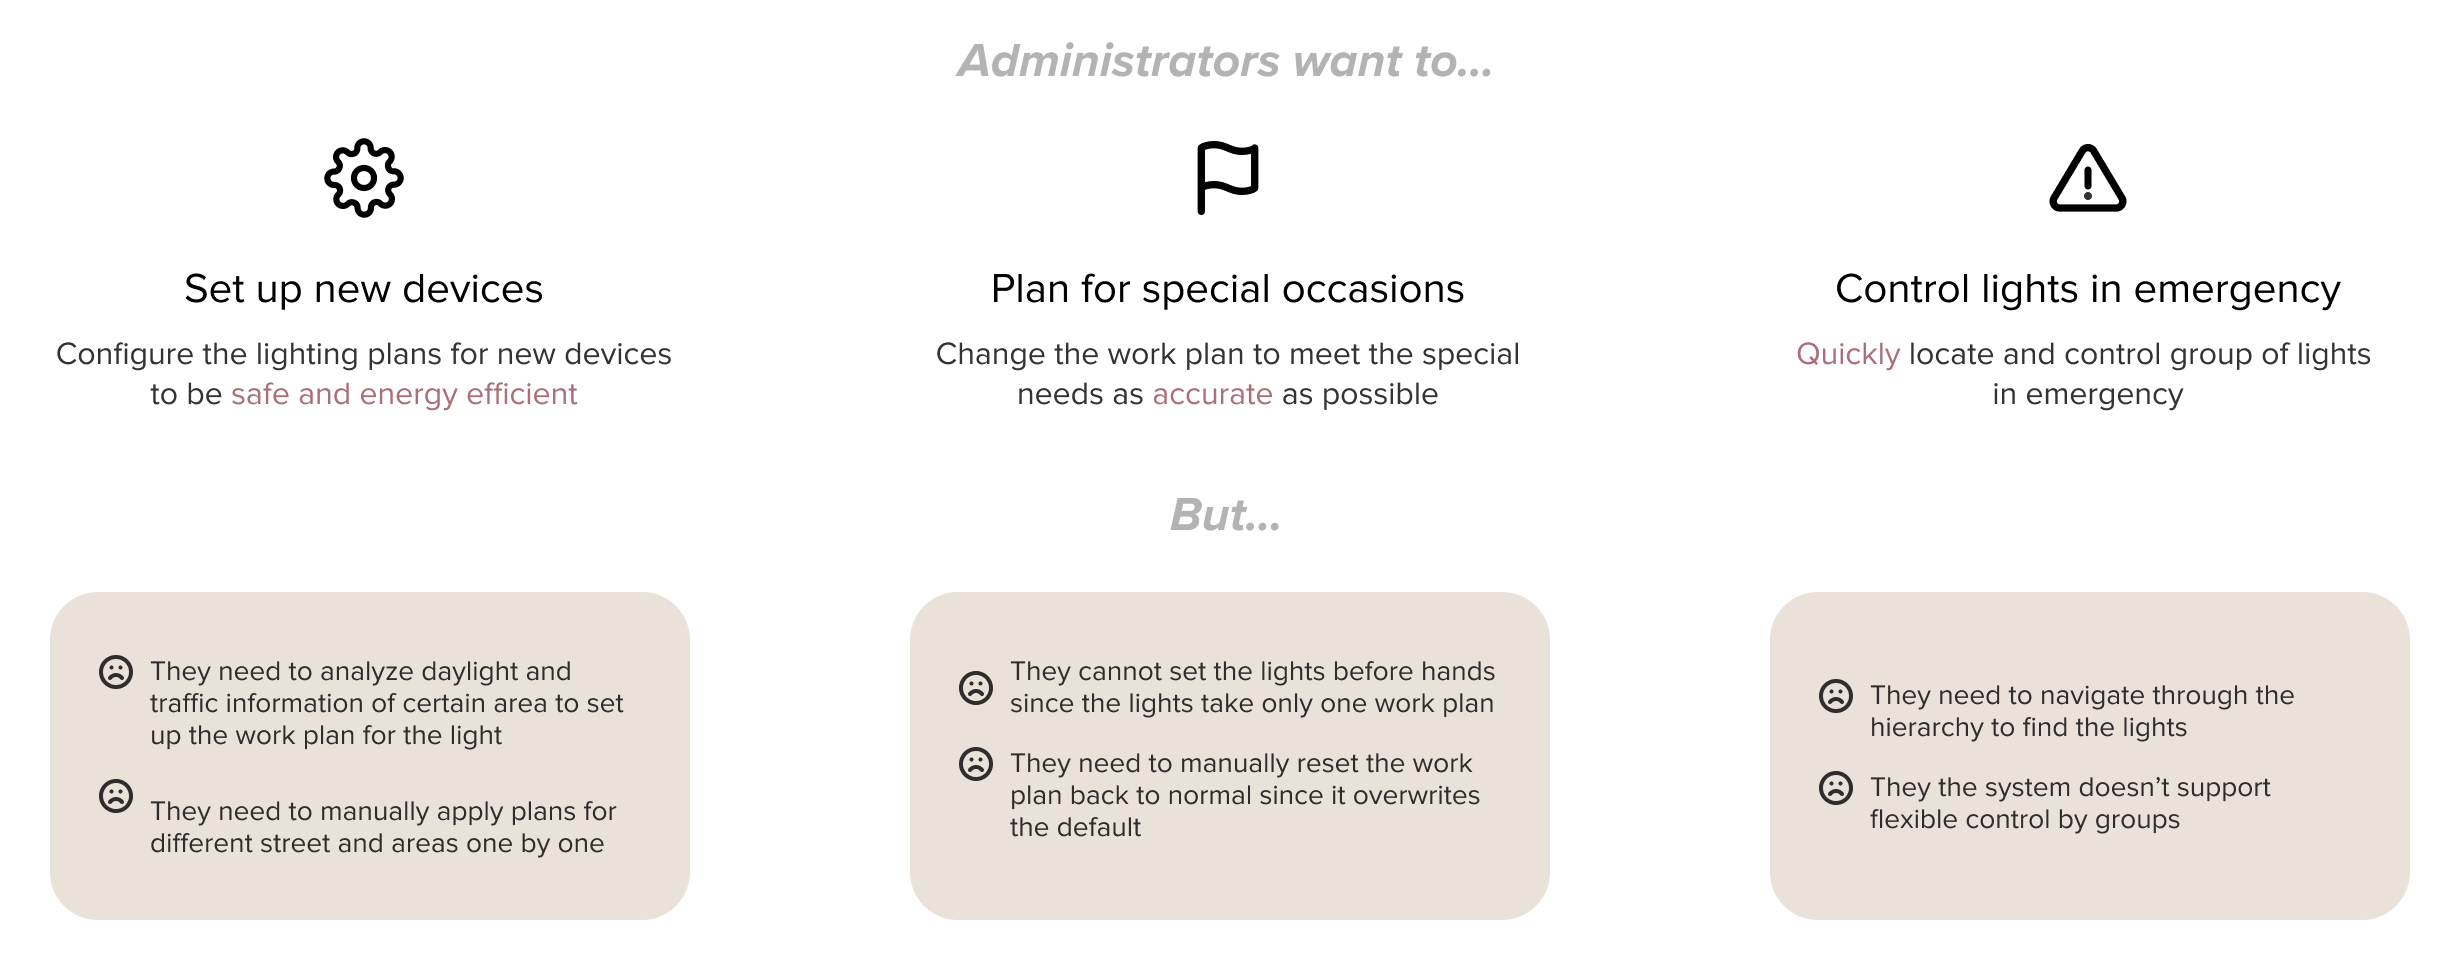 Administrators want to...
Set up new devices
Configure the lighting plans for new devices
to be safe and energy efficient
Plan for special occasions
Change the work plan to meet the special
needs as accurate as possible
Control lights in emergency
Quickly locate and control group of lights
in emergency
But...
They need to analyze daylight and
traffic information of certain area to set
up the work plan for the light
They need to manually apply plans for
different street and areas one by one
They cannot set the lights before hands
since the lights take only one work plan
They need to manually reset the work
plan back to normal since it overwrites
the default
They need to navigate through the
hierarchy to find the lights
They the system doesn’t support
flexible control by groups